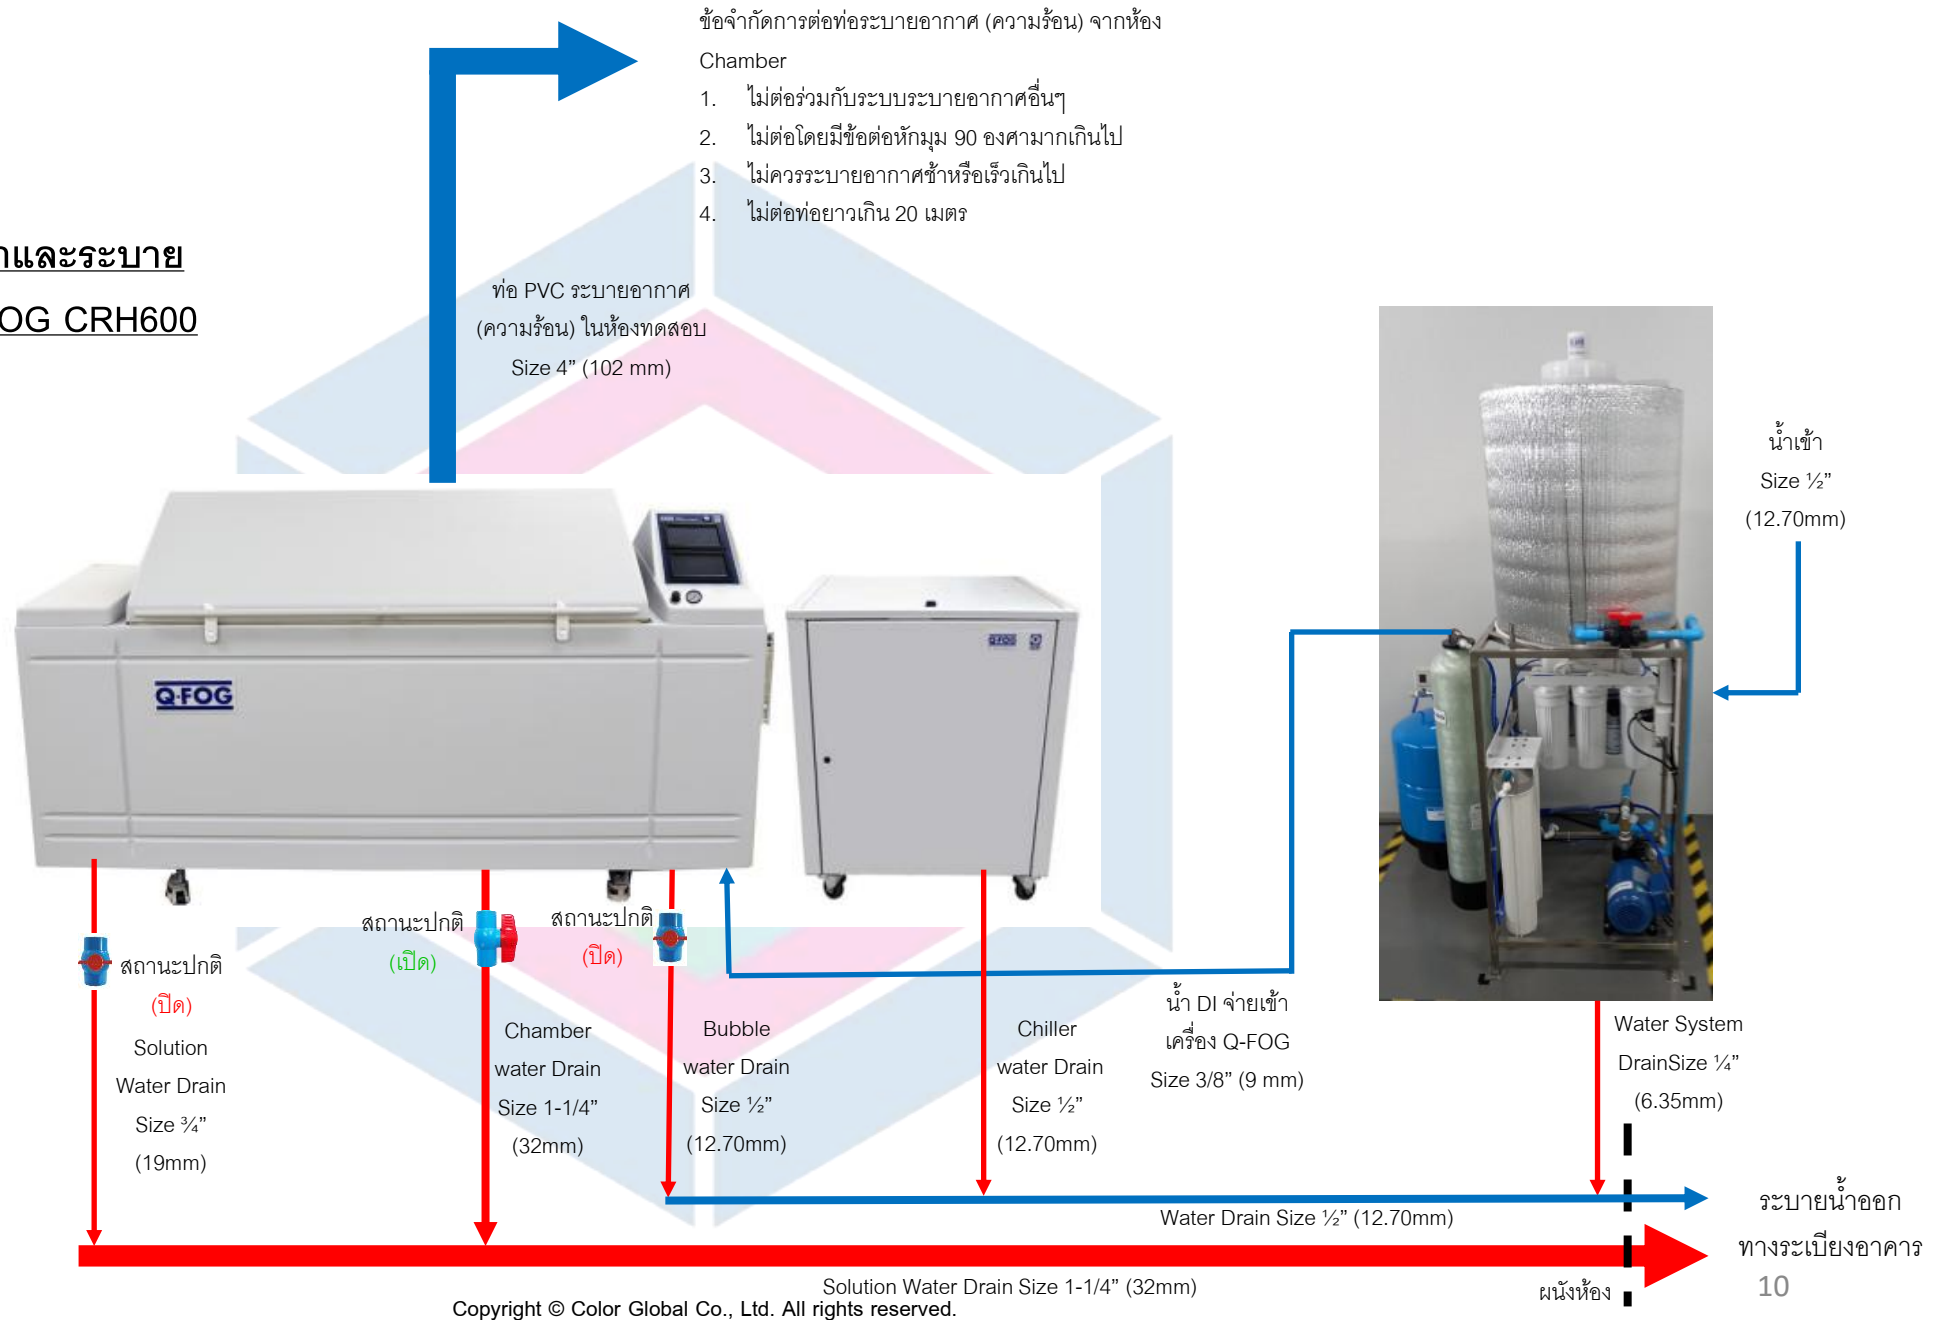 ข้อจำกัดการต่อท่อระบายอากาศ (ความร้อน) จากห้อง
Chamber
1. ไม่ต่อร่วมกับระบบระบายอากาศอื่นๆ
2. ไม่ต่อโดยมีข้อต่อหักมุม 90 องศามากเกินไป
3. ไม่ควรระบายอากาศช้าหรือเร็วเกินไป
4. ไม่ต่อท่อยาวเกิน 20 เมตร
และระบาย
OG CRH600
ท่อ PVC ระบายอากาศ
(ความร้อน) ในห้องทดสอบ
Size 4” (102 mm)
น้ำเข้า
Size ½”
(12.70mm)
Q-FOG
Q-FOG
สถานะปกติ
(ปิด)
Solution
Water Drain
Size ¾”
(19mm)
สถานะปกติ
(เปิด)
Chamber
water Drain
Size 1-1/4”
(32mm)
สถานะปกติ
(ปิด)
Bubble
water Drain
Size ½”
(12.70mm)
Chiller
water Drain
Size ½”
(12.70mm)
น้ำ DI จ่ายเข้า
เครื่อง Q-FOG
Size 3/8” (9 mm)
Water System
DrainSize ¼”
(6.35mm)
Water Drain Size ½” (12.70mm)
ระบายน้ำออก
ทางระเบียงอาคาร
Solution Water Drain Size 1-1/4” (32mm)
ผนังห้อง
10
Copyright © Color Global Co., Ltd. All rights reserved.